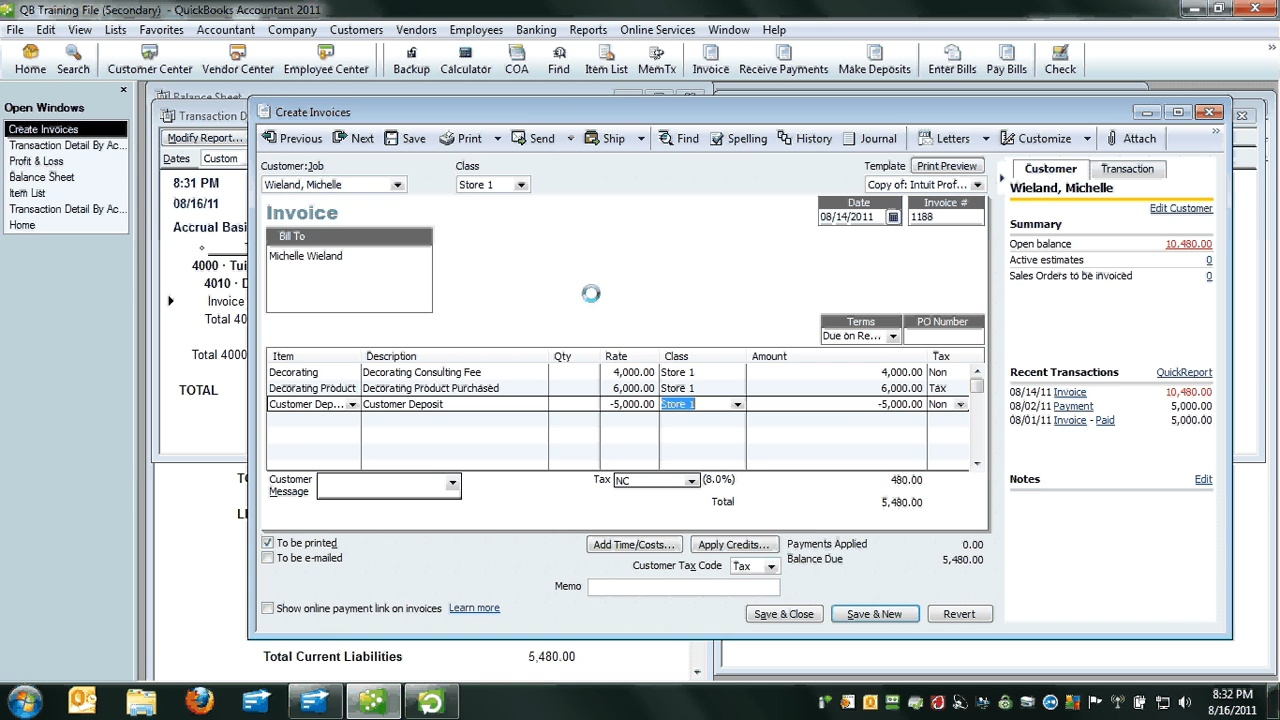 QB Training File (Secondary) - QuickBooks Accountant 2011
File Edit View Lists Favorites Accountant Company Customers Vendors Employees Banking Reports Online Services Window Help
Home Search Customer Center Vendor Center Employee Center Backup Calculator COA Find Item List MemTx Invoice Receive Payments Make Deposits Enter Bills Pay Bills Check
Open Windows
Create Invoices
Transaction Detail By Ac...
Profit & Loss
Balance Sheet
Item List
Transaction Detail By Ac...
Home
Balance Sheet
Transaction D
Modify Report...
Dates Custom
8:31 PM
08/16/11
Accrual Basi
4000 · Tui
4010 · D
Invoice
Total 40
Total 4000
TOTAL
Create Invoices
Previous Next Save Print Send Ship Find Spelling History Journal Letters Customize Attach
Customer:Job Class Template Print Preview
Wieland, Michelle Store 1 Copy of: Intuit Prof...
Invoice
Date Invoice #
08/14/2011 1188
Bill To
Michelle Wieland
Terms PO Number
Due on Re...
Item Description Qty Rate Class Amount Tax
Decorating Decorating Consulting Fee 4,000.00 Store 1 4,000.00 Non
Decorating Product Decorating Product Purchased 6,000.00 Store 1 6,000.00 Tax
Customer Dep... Customer Deposit -5,000.00 Store 1 -5,000.00 Non
Customer Message
Tax NC (8.0%) 480.00
Total 5,480.00
To be printed
To be e-mailed
Add Time/Costs... Apply Credits... Payments Applied 0.00
Customer Tax Code Tax Balance Due 5,480.00
Memo
Show online payment link on invoices Learn more
Save & Close Save & New Revert
Customer Transaction
Wieland, Michelle
Edit Customer
Summary
Open balance 10,480.00
Active estimates 0
Sales Orders to be invoiced 0
Recent Transactions QuickReport
08/14/11 Invoice 10,480.00
08/02/11 Payment 5,000.00
08/01/11 Invoice - Paid 5,000.00
Notes Edit
TO
LI
Total Current Liabilities 5,480.00
8:32 PM
8/16/2011